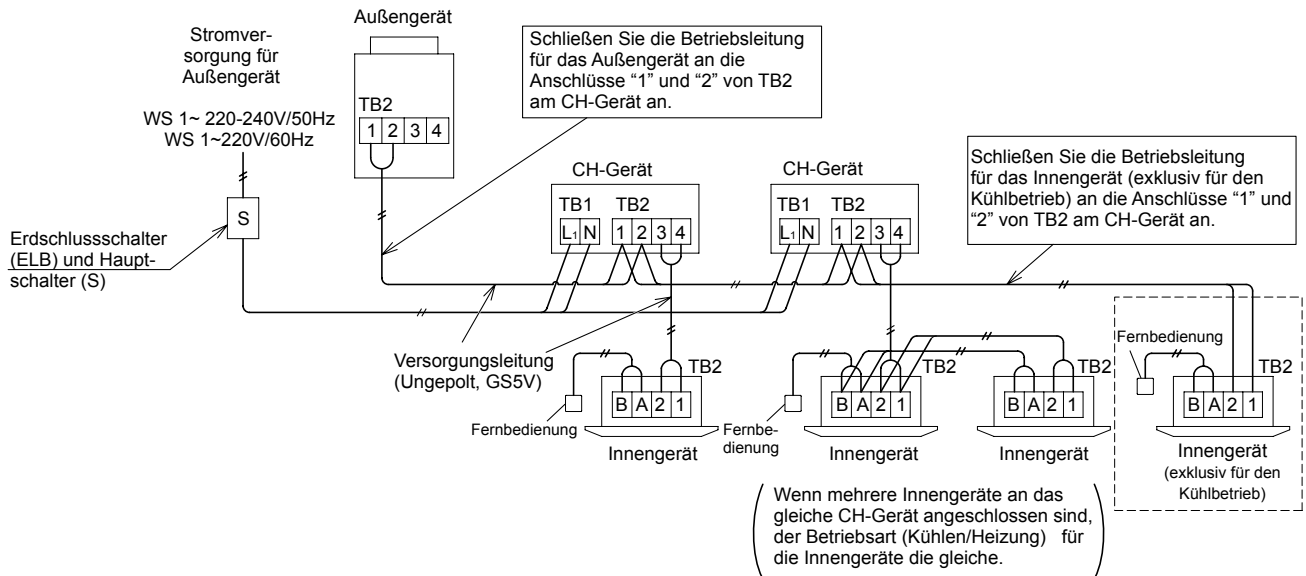 Außengerät
Stromver-
sorgung für
Außengerät
WS 1~ 220-240V/50Hz
WS 1~220V/60Hz
TB2
1 2 3 4
Schließen Sie die Betriebsleitung
für das Außengerät an die
Anschlüsse “1” und “2” von TB2
am CH-Gerät an.
S
Erdschlussschalter
(ELB) und Haupt-
schalter (S)
CH-Gerät
TB1 TB2
L1 N 1 2 3 4
CH-Gerät
TB1 TB2
L1 N 1 2 3 4
Schließen Sie die Betriebsleitung
für das Innengerät (exklusiv für den
Kühlbetrieb) an die Anschlüsse “1” und
“2” von TB2 am CH-Gerät an.
Versorgungsleitung
(Ungepolt, GS5V)
Fernbedienung
TB2
B A 2 1
Innengerät
Fernbe-
dienung
TB2
B A 2 1
Innengerät
TB2
B A 2 1
Innengerät
Fernbedienung
TB2
B A 2 1
Innengerät
(exklusiv für den
Kühlbetrieb)
Wenn mehrere Innengeräte an das
gleiche CH-Gerät angeschlossen sind,
der Betriebsart (Kühlen/Heizung) für
die Innengeräte die gleiche.